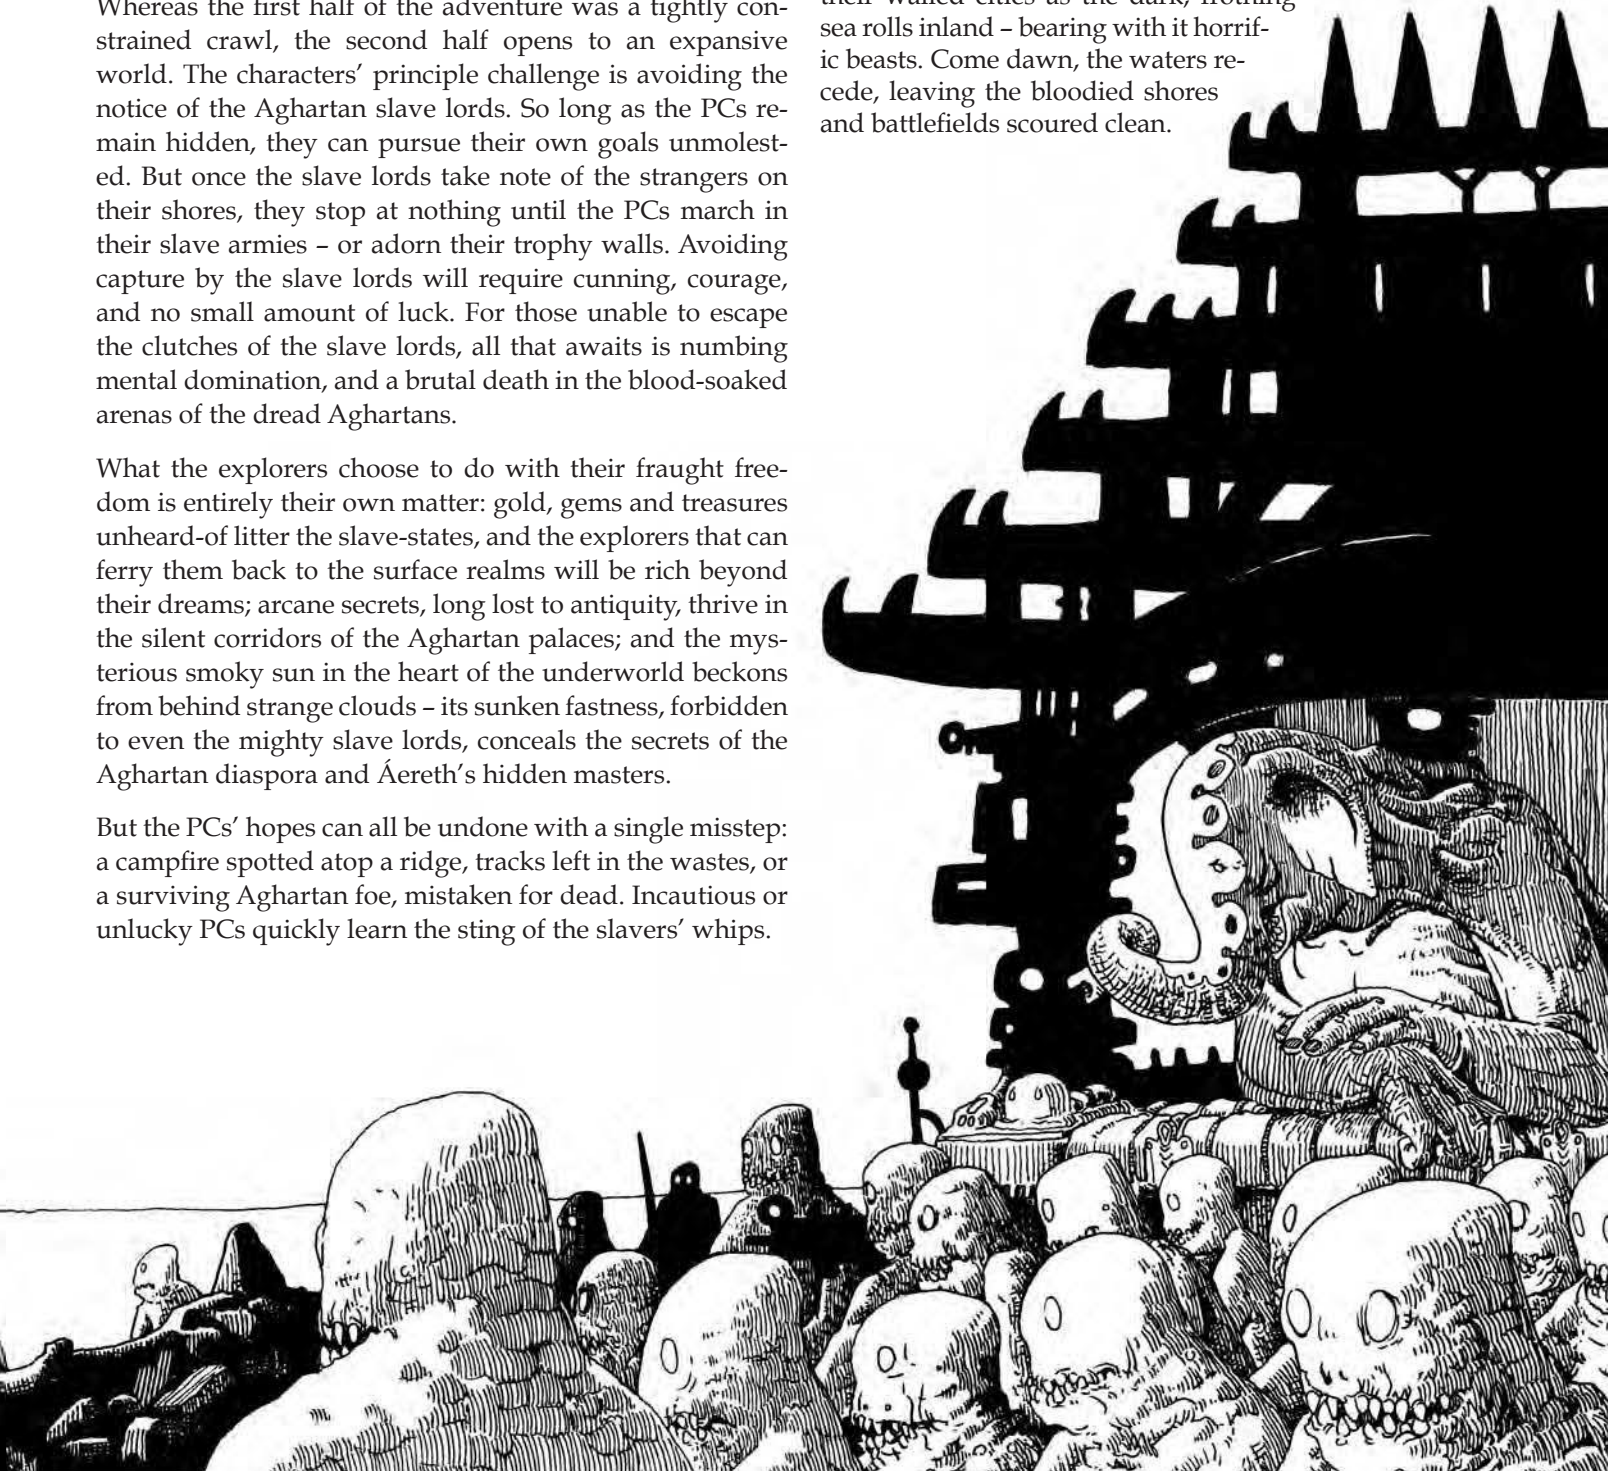 Whereas the first half of the adventure was a tightly con-
strained crawl, the second half opens to an expansive
world. The characters’ principle challenge is avoiding the
notice of the Aghartan slave lords. So long as the PCs re-
main hidden, they can pursue their own goals unmolest-
ed. But once the slave lords take note of the strangers on
their shores, they stop at nothing until the PCs march in
their slave armies – or adorn their trophy walls. Avoiding
capture by the slave lords will require cunning, courage,
and no small amount of luck. For those unable to escape
the clutches of the slave lords, all that awaits is numbing
mental domination, and a brutal death in the blood-soaked
arenas of the dread Aghartans.
What the explorers choose to do with their fraught free-
dom is entirely their own matter: gold, gems and treasures
unheard-of litter the slave-states, and the explorers that can
ferry them back to the surface realms will be rich beyond
their dreams; arcane secrets, long lost to antiquity, thrive in
the silent corridors of the Aghartan palaces; and the mys-
terious smoky sun in the heart of the underworld beckons
from behind strange clouds – its sunken fastness, forbidden
to even the mighty slave lords, conceals the secrets of the
Aghartan diaspora and Áereth’s hidden masters.
But the PCs’ hopes can all be undone with a single misstep:
a campfire spotted atop a ridge, tracks left in the wastes, or
a surviving Aghartan foe, mistaken for dead. Incautious or
unlucky PCs quickly learn the sting of the slavers’ whips.
their walled cities as the dark, frothing
sea rolls inland – bearing with it horrif-
ic beasts. Come dawn, the waters re-
cede, leaving the bloodied shores
and battlefields scoured clean.